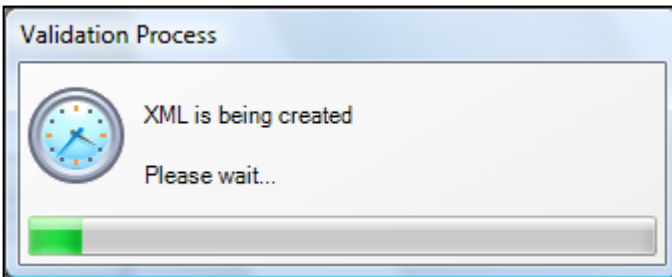 Validation Process
XML is being created
Please wait...